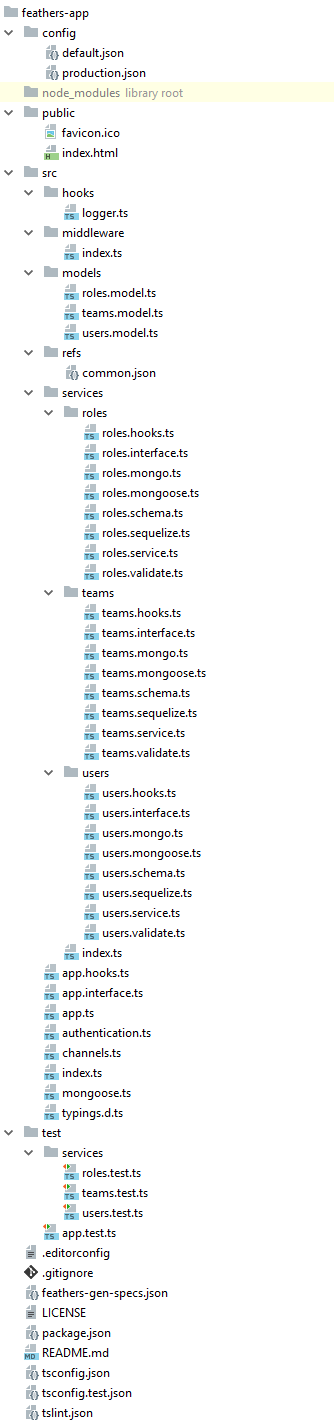 feathers-app
config
default.json
production.json
node_modules library root
public
favicon.ico
index.html
src
hooks
logger.ts
middleware
index.ts
models
roles.model.ts
teams.model.ts
users.model.ts
refs
common.json
services
roles
roles.hooks.ts
roles.interface.ts
roles.mongo.ts
roles.mongoose.ts
roles.schema.ts
roles.sequelize.ts
roles.service.ts
roles.validate.ts
teams
teams.hooks.ts
teams.interface.ts
teams.mongo.ts
teams.mongoose.ts
teams.schema.ts
teams.sequelize.ts
teams.service.ts
teams.validate.ts
users
users.hooks.ts
users.interface.ts
users.mongo.ts
users.mongoose.ts
users.schema.ts
users.sequelize.ts
users.service.ts
users.validate.ts
index.ts
app.hooks.ts
app.interface.ts
app.ts
authentication.ts
channels.ts
index.ts
mongoose.ts
typings.d.ts
test
services
roles.test.ts
teams.test.ts
users.test.ts
app.test.ts
.editorconfig
.gitignore
feathers-gen-specs.json
LICENSE
package.json
README.md
tsconfig.json
tsconfig.test.json
tslint.json